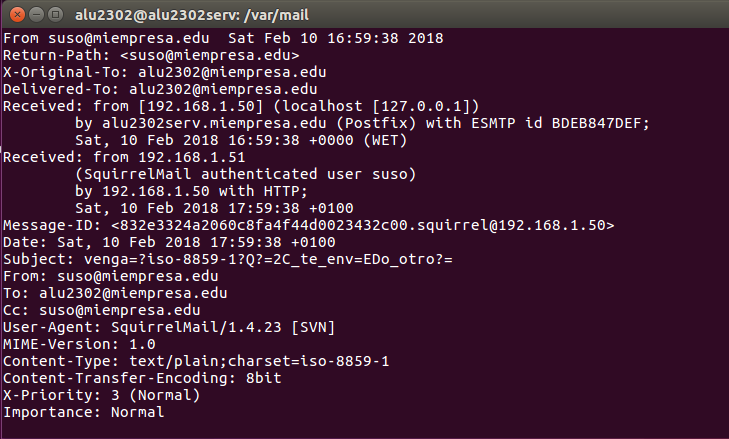 alu2302@alu2302serv: /var/mail
From suso@miempresa.edu  Sat Feb 10 16:59:38 2018
Return-Path: <suso@miempresa.edu>
X-Original-To: alu2302@miempresa.edu
Delivered-To: alu2302@miempresa.edu
Received: from [192.168.1.50] (localhost [127.0.0.1])
        by alu2302serv.miempresa.edu (Postfix) with ESMTP id BDEB847DEF;
        Sat, 10 Feb 2018 16:59:38 +0000 (WET)
Received: from 192.168.1.51
        (SquirrelMail authenticated user suso)
        by 192.168.1.50 with HTTP;
        Sat, 10 Feb 2018 17:59:38 +0100
Message-ID: <832e3324a2060c8fa4f44d0023432c00.squirrel@192.168.1.50>
Date: Sat, 10 Feb 2018 17:59:38 +0100
Subject: venga=?iso-8859-1?Q?=2C_te_env=EDo_otro?=
From: suso@miempresa.edu
To: alu2302@miempresa.edu
Cc: suso@miempresa.edu
User-Agent: SquirrelMail/1.4.23 [SVN]
MIME-Version: 1.0
Content-Type: text/plain;charset=iso-8859-1
Content-Transfer-Encoding: 8bit
X-Priority: 3 (Normal)
Importance: Normal